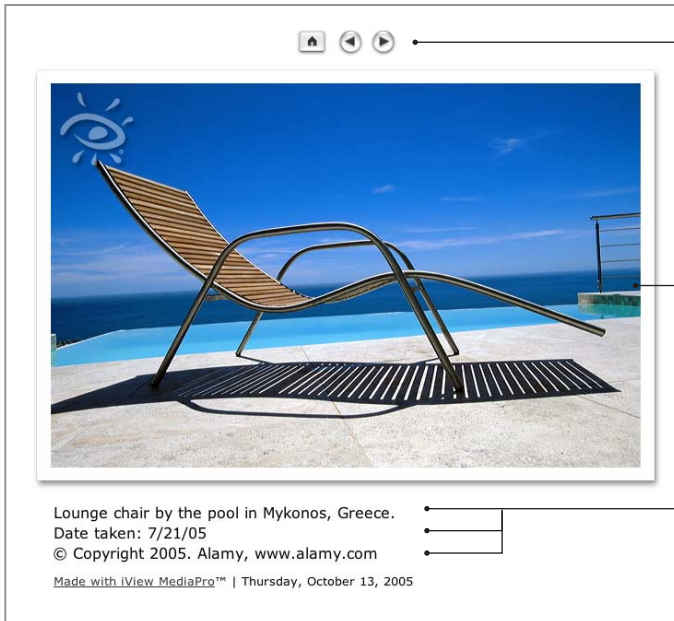 Lounge chair by the pool in Mykonos, Greece.
Date taken: 7/21/05
© Copyright 2005. Alamy, www.alamy.com
Made with iView MediaPro™ | Thursday, October 13, 2005